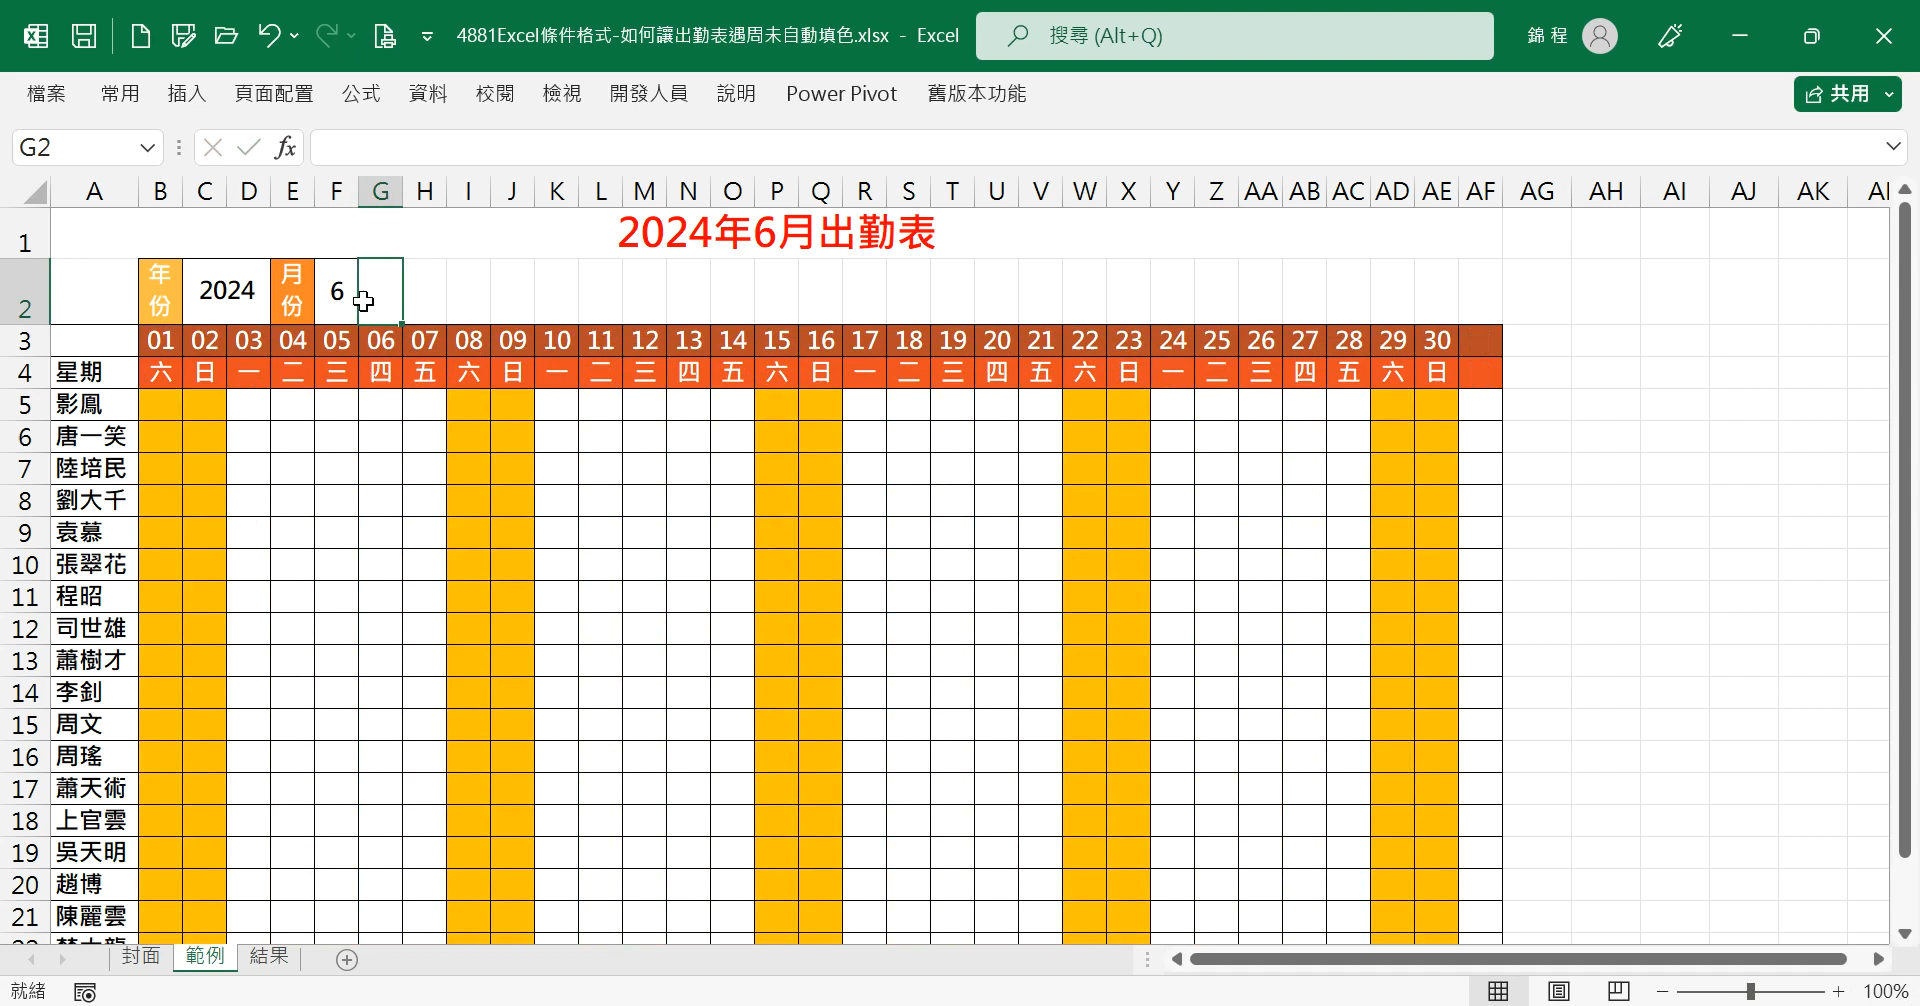 4881Excel條件格式-如何讓出勤表遇周末自動填色.xlsx - Excel
搜尋 (Alt+Q)
錦 程
檔案 常用 插入 頁面配置 公式 資料 校閱 檢視 開發人員 說明 Power Pivot 舊版本功能
共用
G2
fx
A B C D E F G H I J K L M N O P Q R S T U V W X Y Z AA AB AC AD AE AF AG AH AI AJ AK
1 2024年6月出勤表
2 年份 2024 月份 6
3 01 02 03 04 05 06 07 08 09 10 11 12 13 14 15 16 17 18 19 20 21 22 23 24 25 26 27 28 29 30
4 星期 六 日 一 二 三 四 五 六 日 一 二 三 四 五 六 日 一 二 三 四 五 六 日 一 二 三 四 五 六 日
5 影鳳
6 唐一笑
7 陸培民
8 劉大千
9 袁慕
10 張翠花
11 程昭
12 司世雄
13 蕭樹才
14 李釗
15 周文
16 周瑤
17 蕭天術
18 上官雲
19 吳天明
20 趙博
21 陳麗雲
封面 範例 結果
就緒
100%